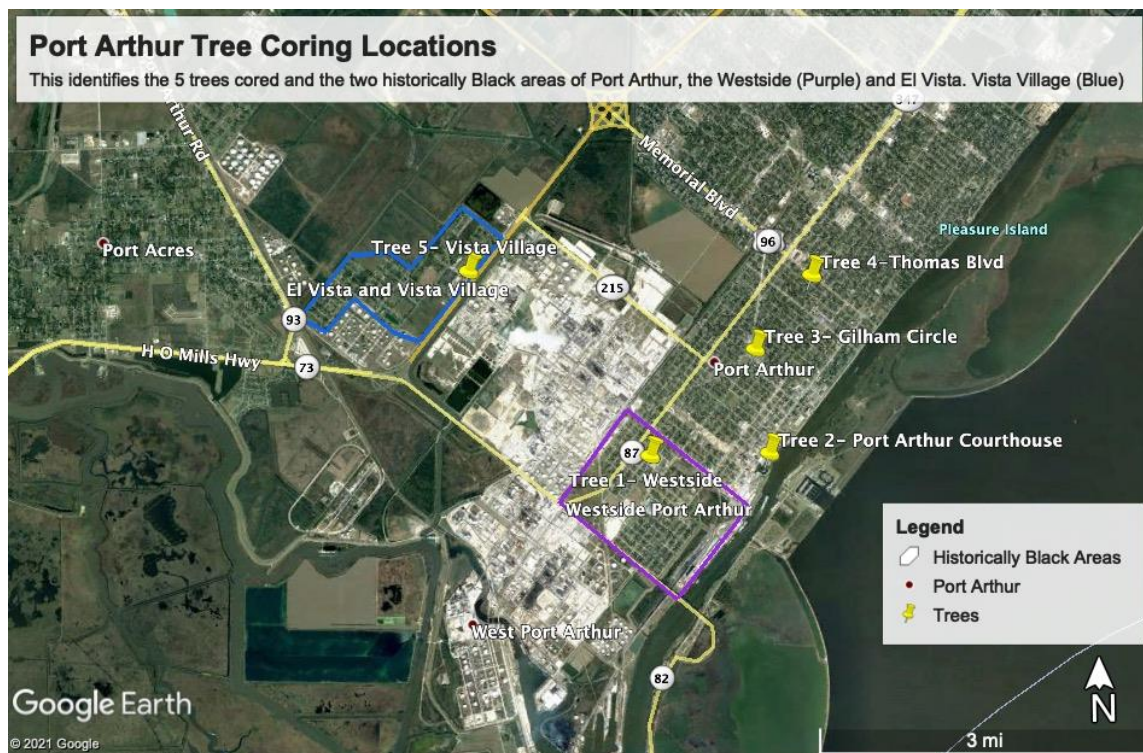 Port Arthur Tree Coring Locations
This identifies the 5 trees cored and the two historically Black areas of Port Arthur, the Westside (Purple) and El Vista. Vista Village (Blue)
Arthur Rd
347
Memorial Blvd
96
Pleasure Island
Port Acres
Tree 5- Vista Village
Tree 4-Thomas Blvd
El Vista and Vista Village
215
93
Tree 3- Gilham Circle
H O Mills Hwy
73
Port Arthur
Tree 2- Port Arthur Courthouse
87
Tree 1- Westside
Westside Port Arthur
Legend
Historically Black Areas
Port Arthur
Trees
West Port Arthur
82
N
Google Earth
© 2021 Google
3 mi